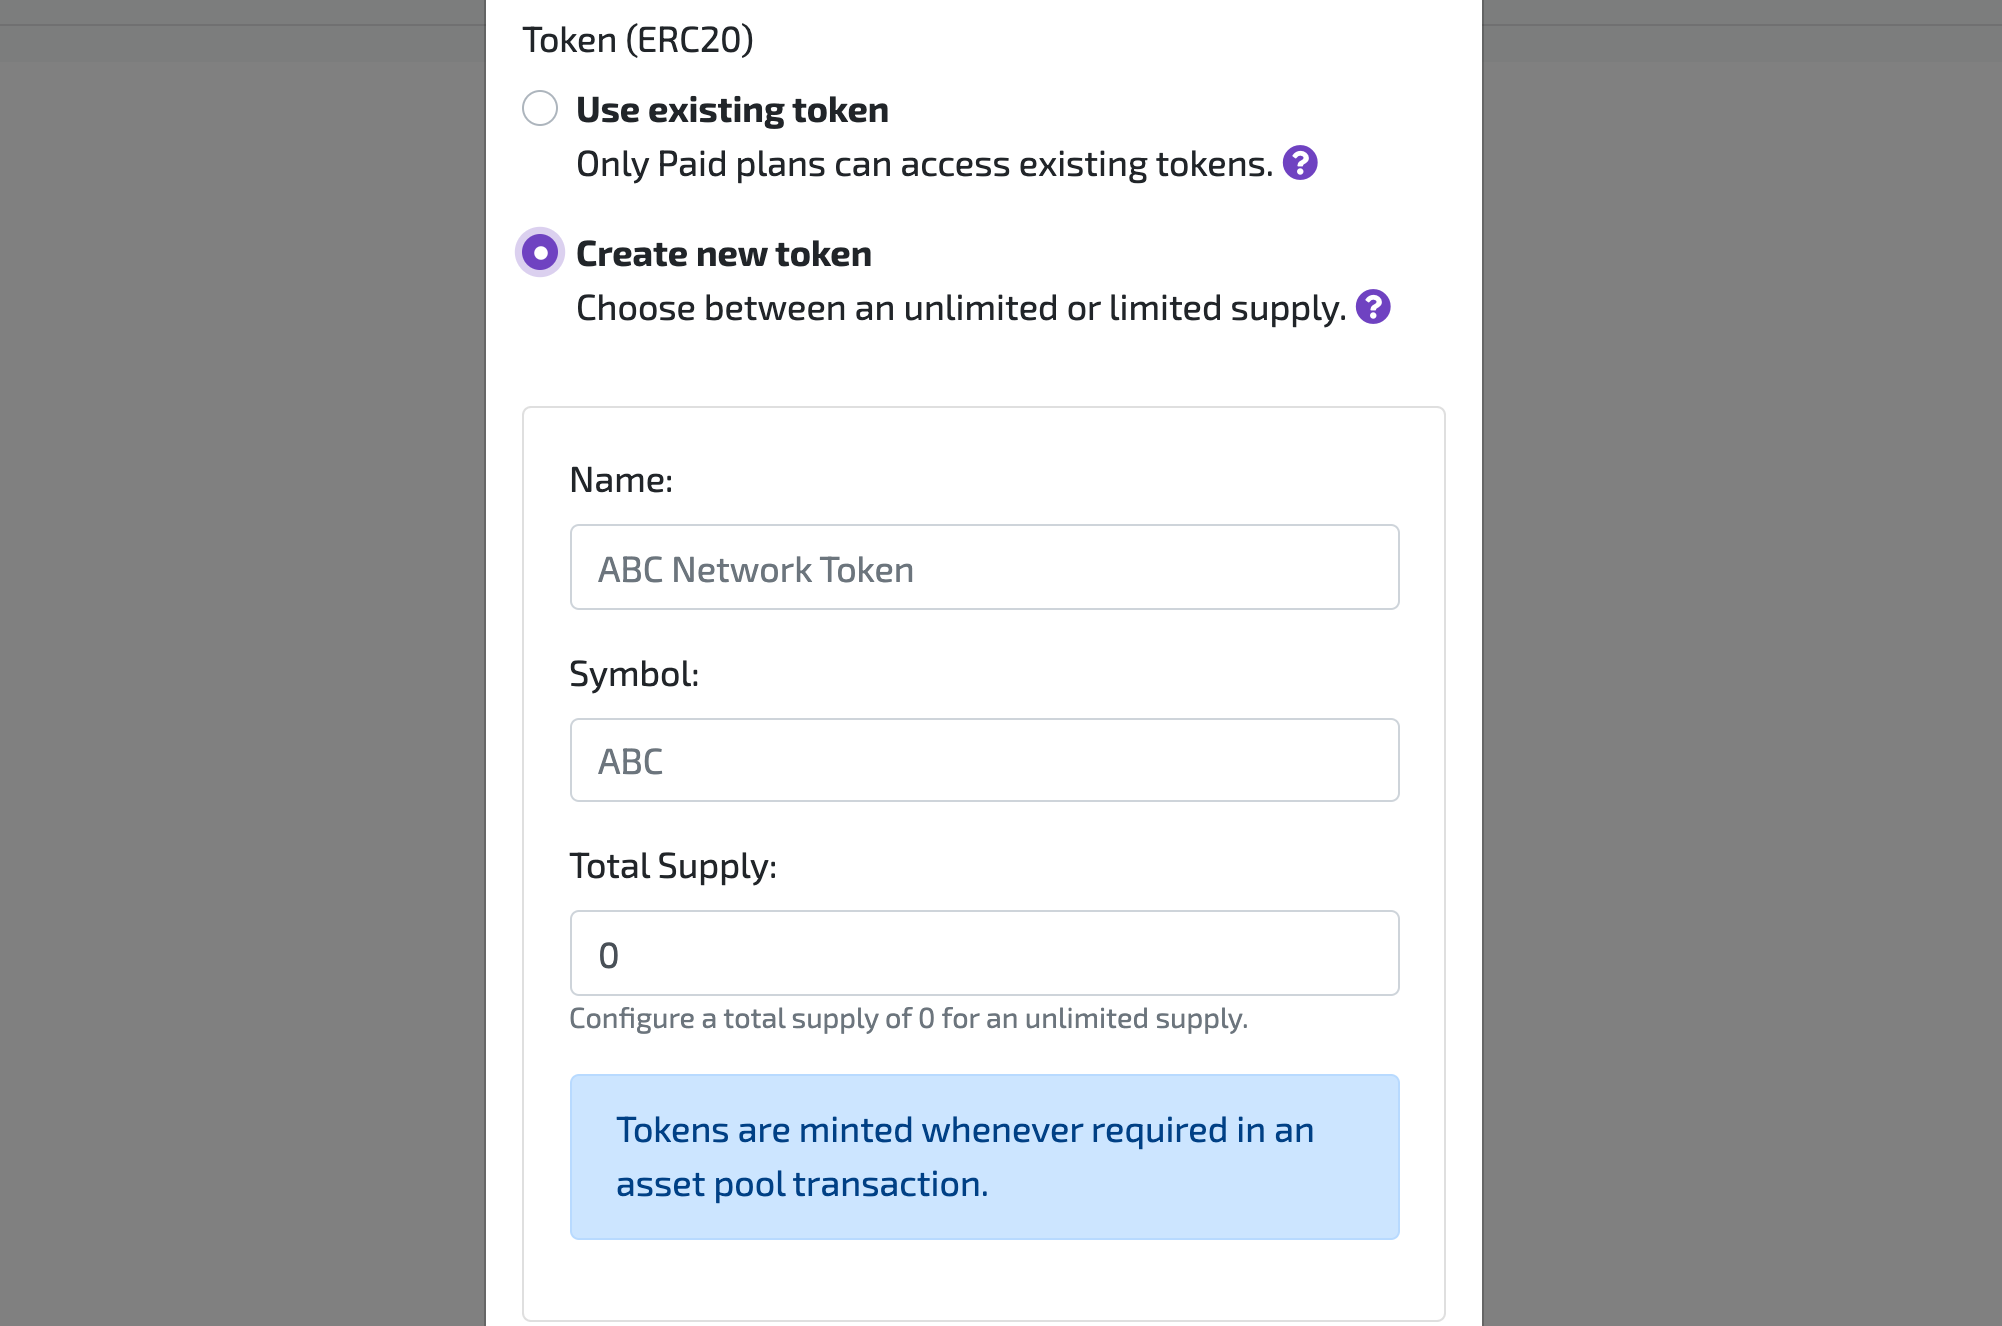 Token (ERC20)
Use existing token
Only Paid plans can access existing tokens. ?
Create new token
Choose between an unlimited or limited supply. ?
Name:
ABC Network Token
Symbol:
ABC
Total Supply:
0
Configure a total supply of 0 for an unlimited supply.
Tokens are minted whenever required in an
asset pool transaction.